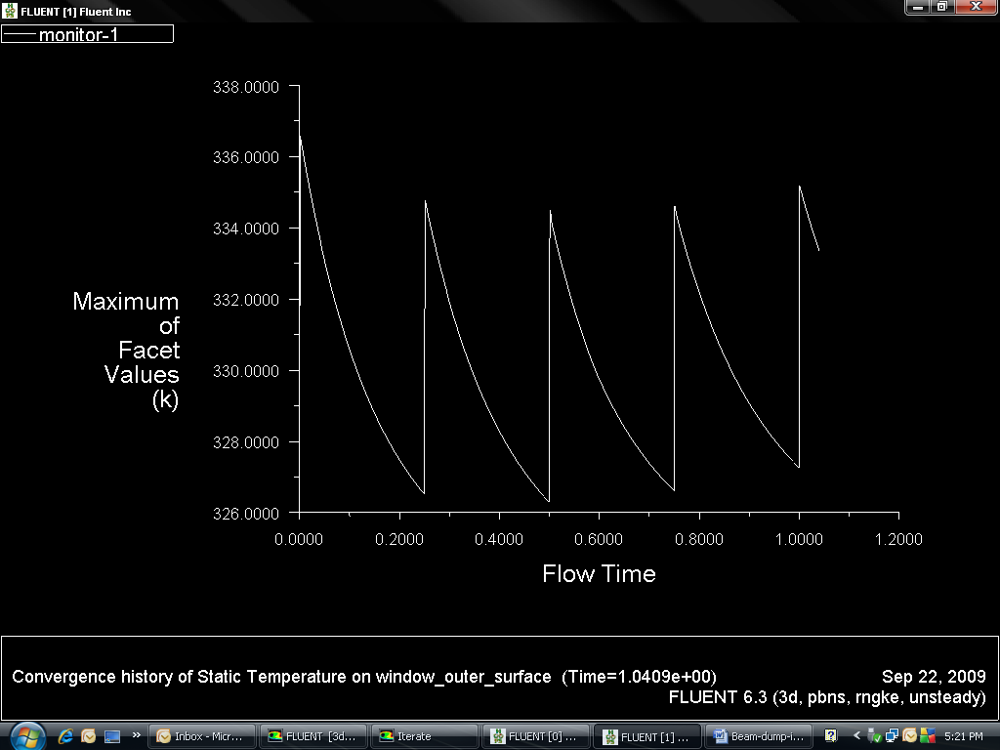 FLUENT [1] Fluent Inc
monitor-1
338.0000
336.0000
334.0000
332.0000
330.0000
328.0000
326.0000
Maximum
of
Facet
Values
(k)
0.0000 0.2000 0.4000 0.6000 0.8000 1.0000 1.2000
Flow Time
Convergence history of Static Temperature on window_outer_surface (Time=1.0409e+00) Sep 22, 2009
FLUENT 6.3 (3d, pbns, rngke, unsteady)
» Inbox - Micr... FLUENT [3d... Iterate FLUENT [0] ... FLUENT [1] ... Beam-dump-i... < 5:21 PM